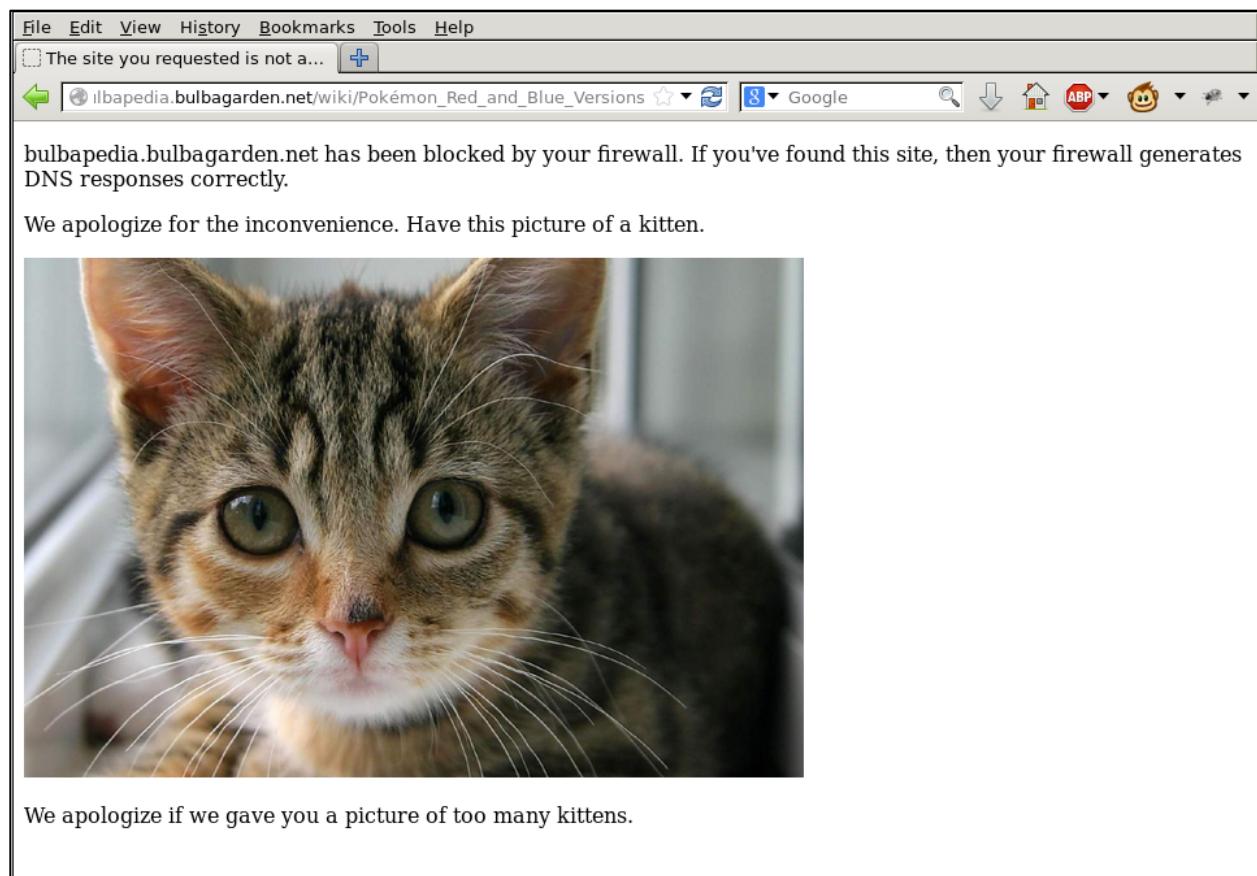 File Edit View History Bookmarks Tools Help
The site you requested is not a...
lbapedia.bulbagarden.net/wiki/Pokémon_Red_and_Blue_Versions 8 Google ABP
bulbapedia.bulbagarden.net has been blocked by your firewall. If you've found this site, then your firewall generates
DNS responses correctly.
We apologize for the inconvenience. Have this picture of a kitten.
We apologize if we gave you a picture of too many kittens.